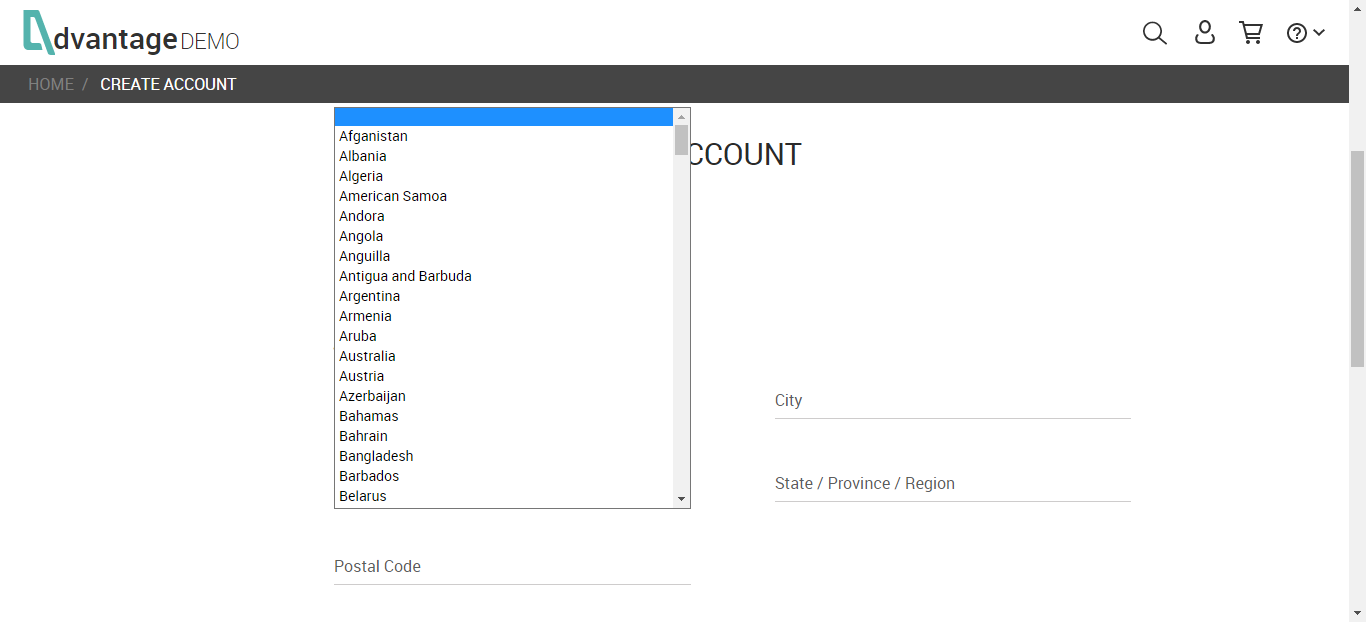 dvantage DEMO
HOME / CREATE ACCOUNT
CCOUNT
Afganistan
Albania
Algeria
American Samoa
Andora
Angola
Anguilla
Antigua and Barbuda
Argentina
Armenia
Aruba
Australia
Austria
Azerbaijan
Bahamas
Bahrain
Bangladesh
Barbados
Belarus
City
State / Province / Region
Postal Code